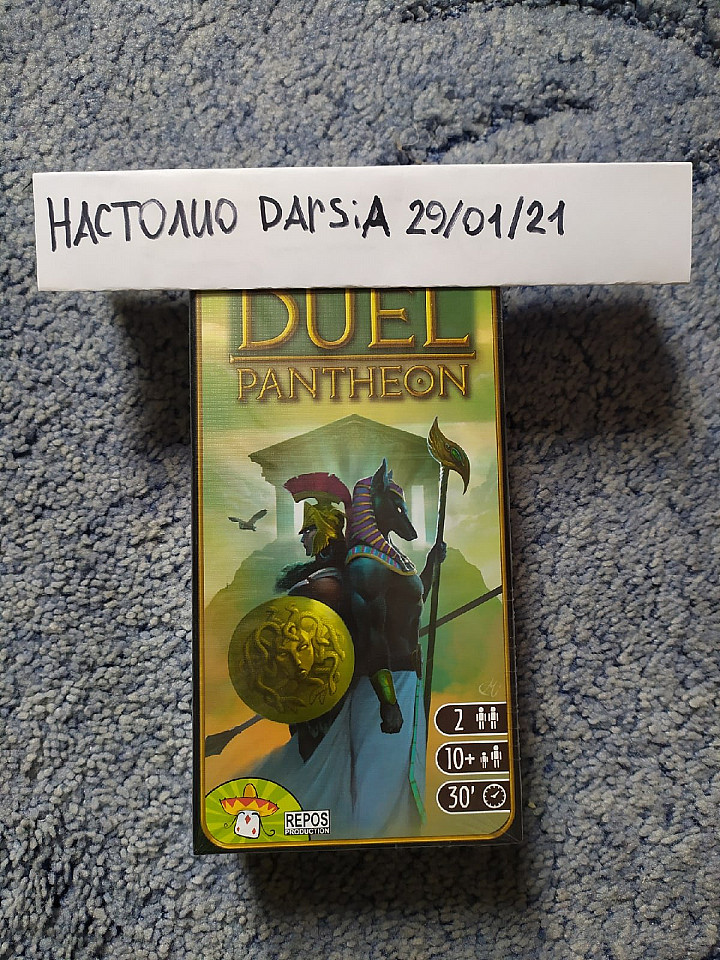 НАСТОЛИО DArSiA 29/01/21
DUEL
PANTHEON
2
10+
30'
REPOS
PRODUCTION